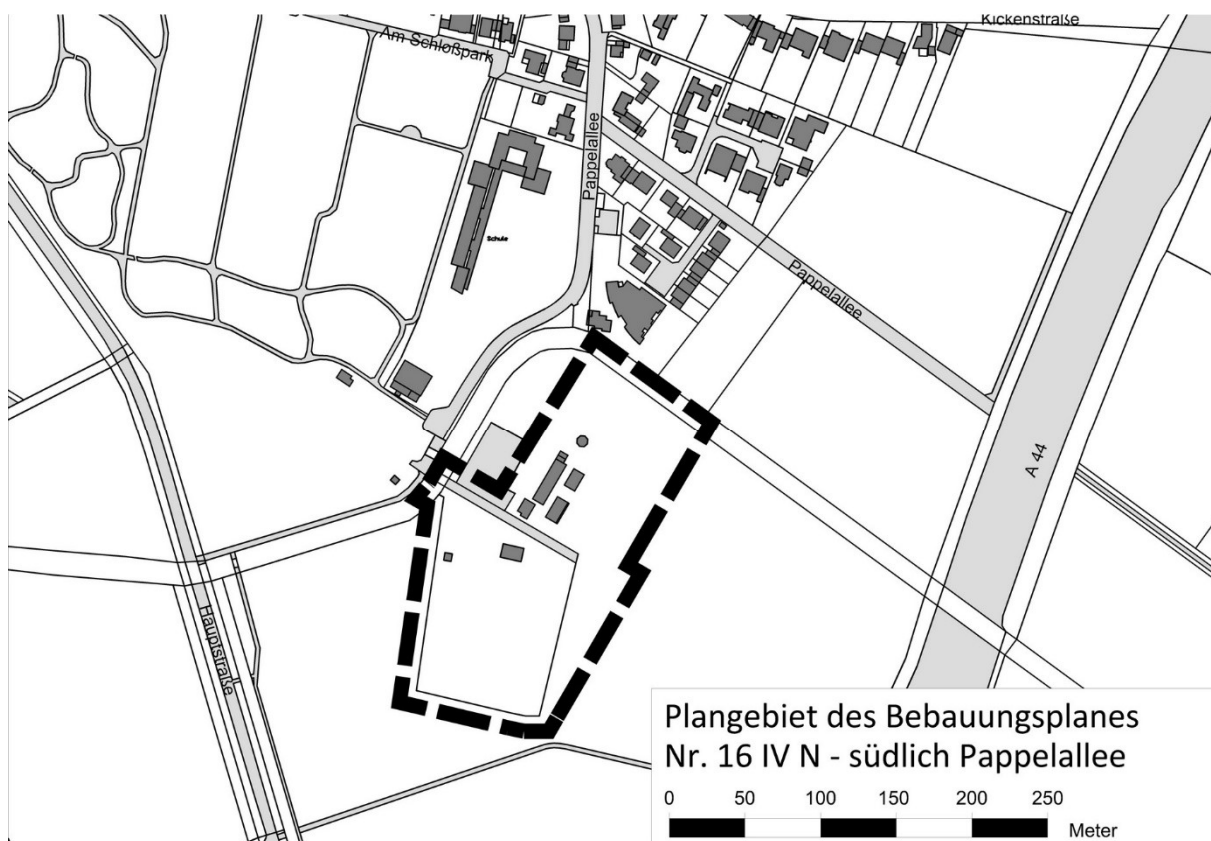 Kickenstraße
Am Schloßpark
Pappelallee
Schule
Pappelallee
A 44
Hauptstraße
Plangebiet des Bebauungsplanes
Nr. 16 IV N - südlich Pappelallee
0 50 100 150 200 250
Meter